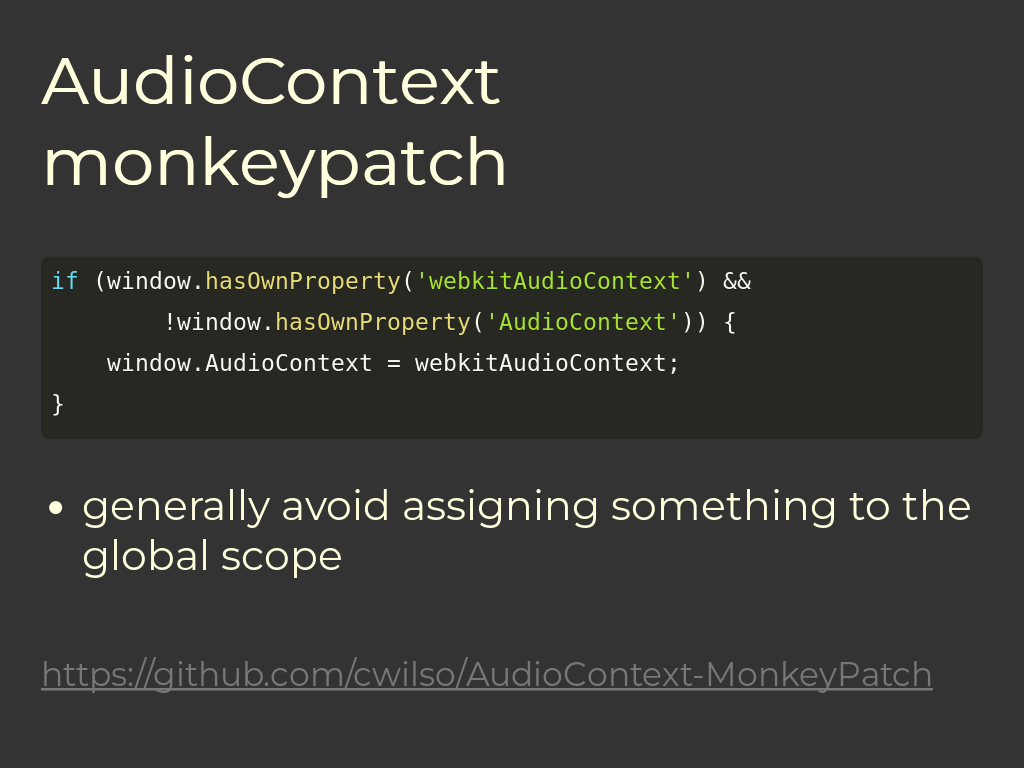 AudioContext
monkeypatch
if (window.hasOwnProperty('webkitAudioContext') &&
        !window.hasOwnProperty('AudioContext')) {
    window.AudioContext = webkitAudioContext;
}
• generally avoid assigning something to the
global scope
https://github.com/cwilso/AudioContext-MonkeyPatch